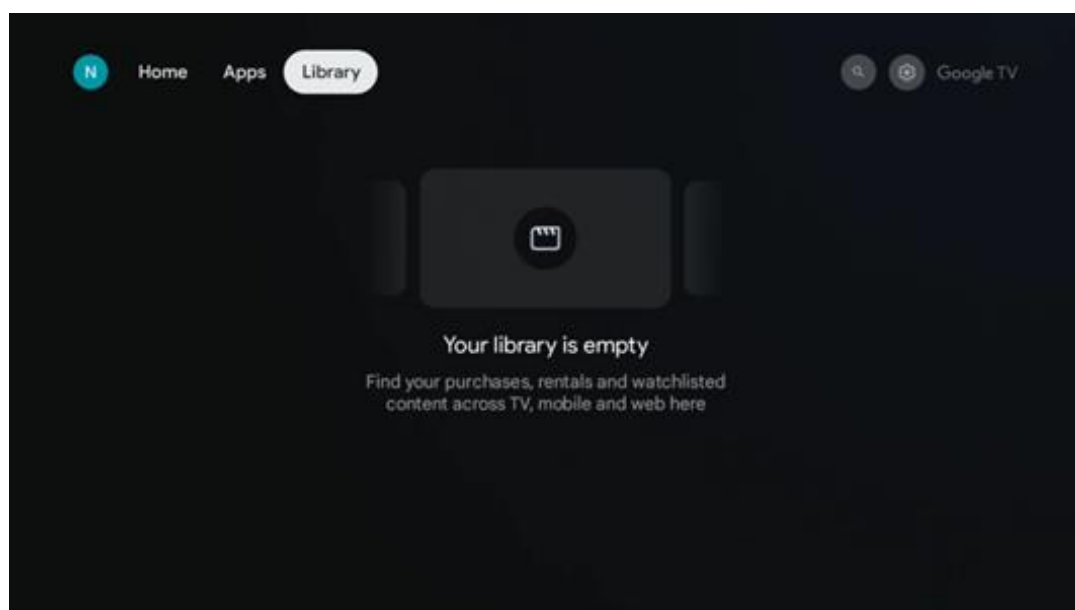 N Home Apps Library Google TV
Your library is empty
Find your purchases, rentals and watchlisted
content across TV, mobile and web here